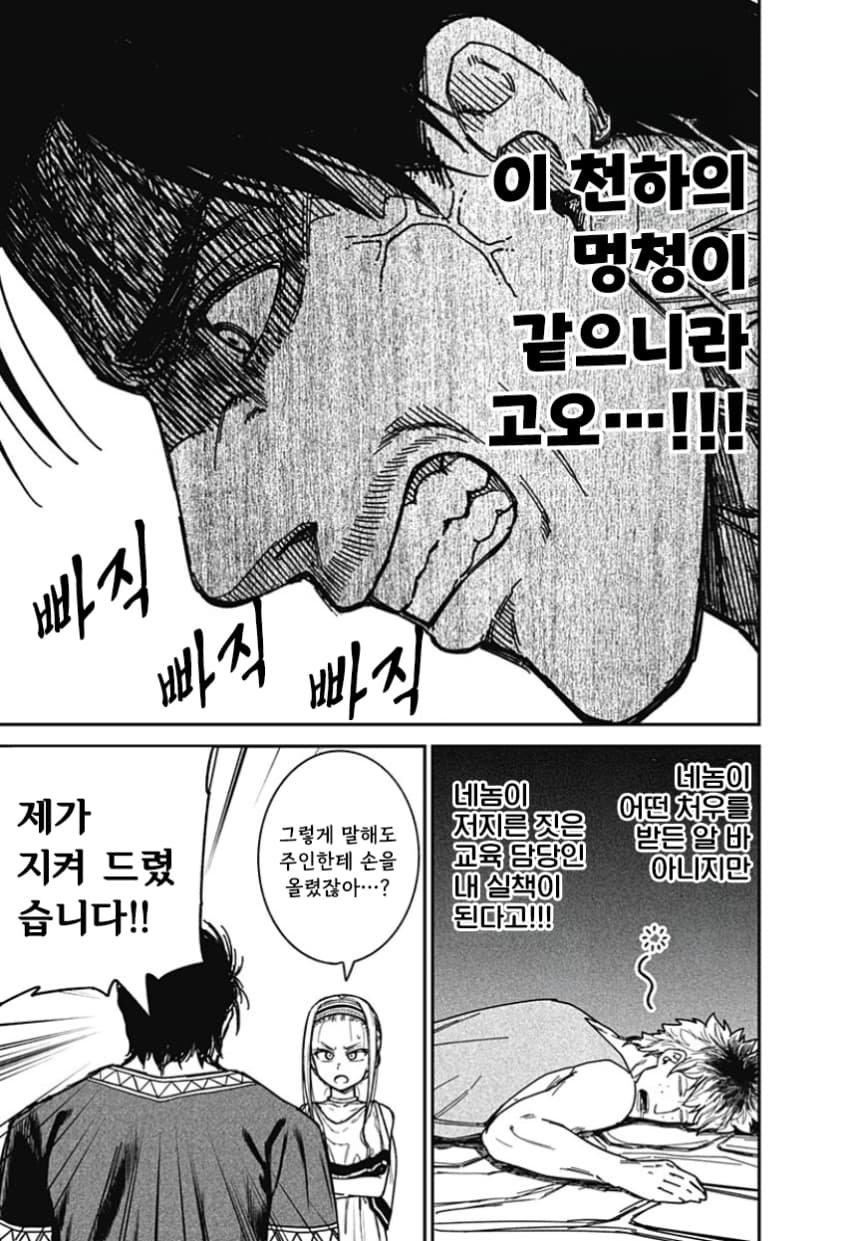 이 천하의
멍청이
같으니라
고오…!!!
빠직
빠직
빠직
네놈이
어떤 처우를
받든 알 바
아니지만
네놈이
저지른 짓은
교육 담당인
내 실책이
된다고!!!
그렇게 말해도
주인한테 손을
올렸잖아…?
제가
지켜 드렸
습니다!!